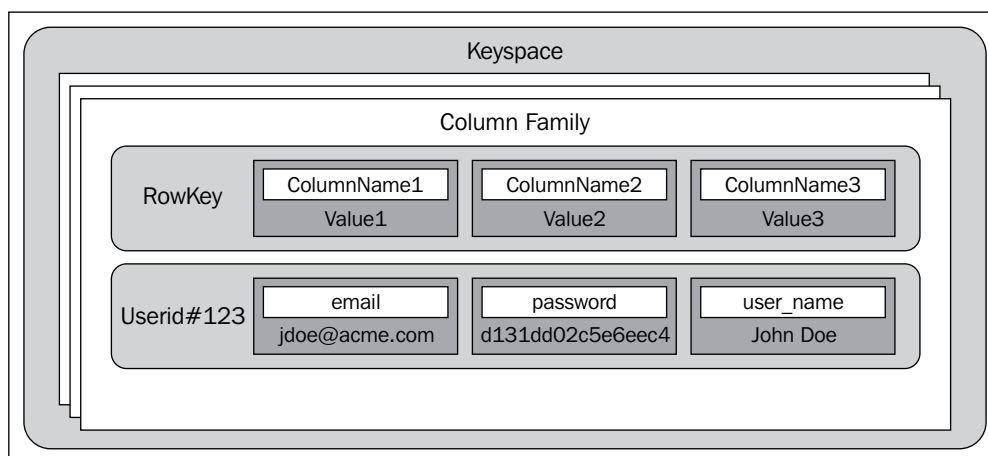 Keyspace
Column Family
RowKey
ColumnName1
Value1
ColumnName2
Value2
ColumnName3
Value3
Userid#123
email
jdoe@acme.com
password
d131dd02c5e6eec4
user_name
John Doe